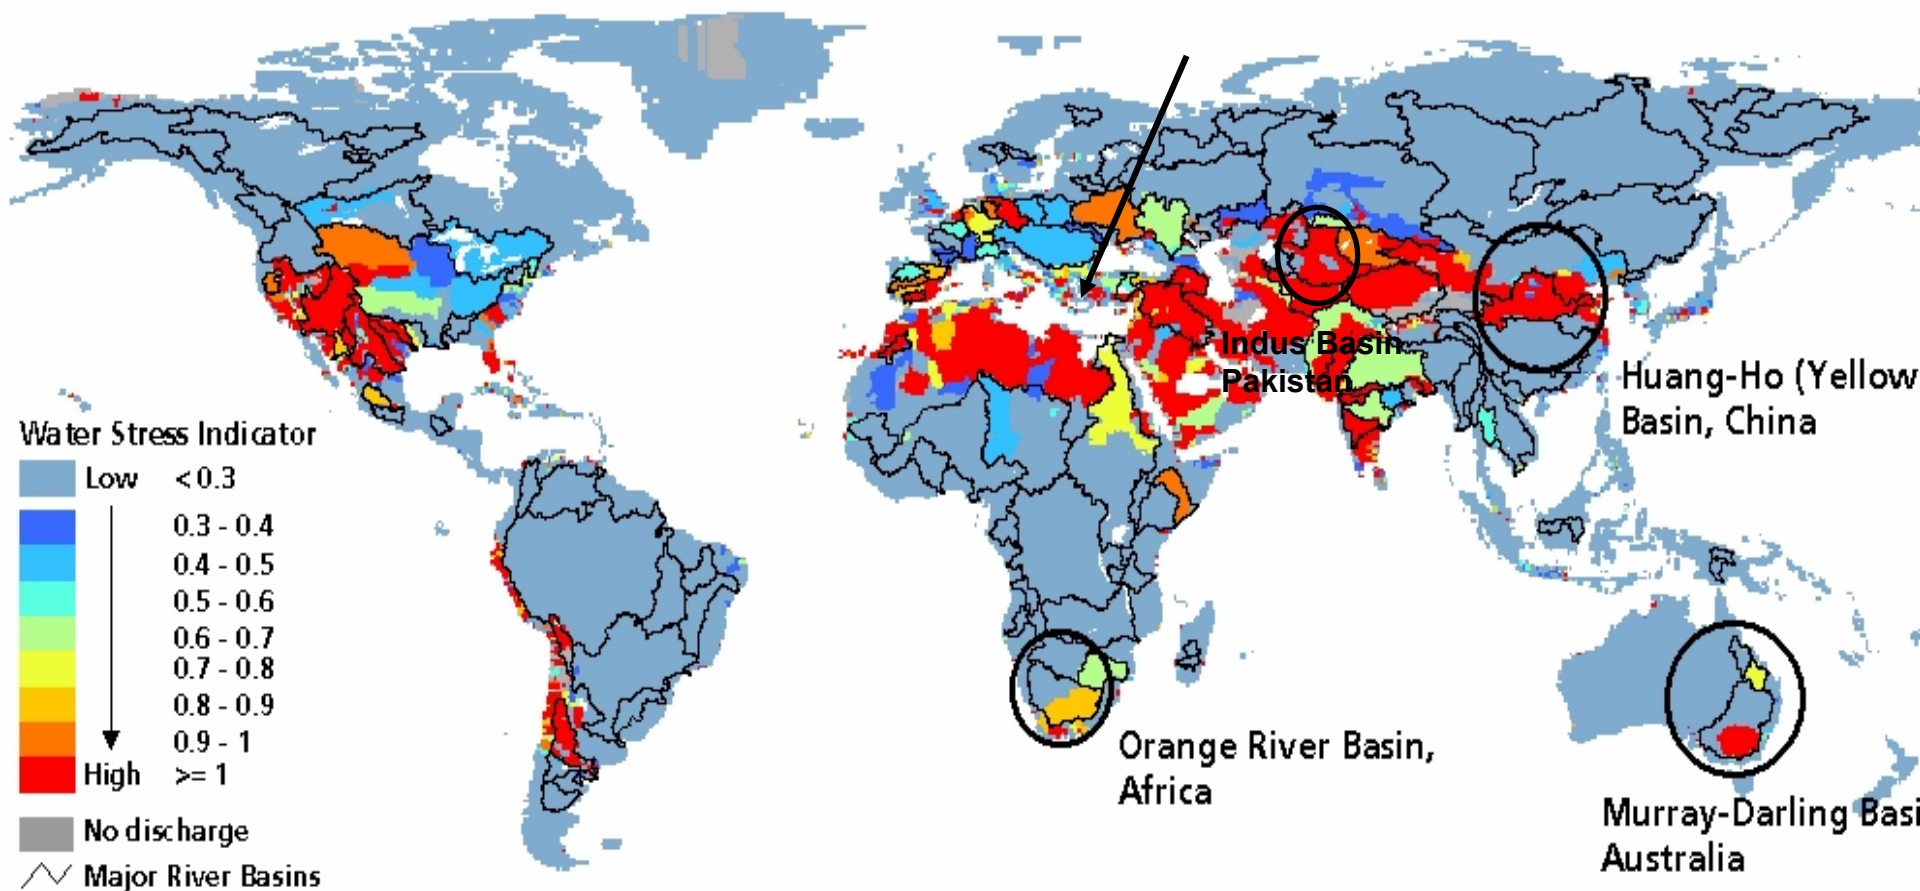 Indus Basin
Pakistan
Huang-Ho (Yellow
Basin, China
Water Stress Indicator
Low < 0.3
0.3 - 0.4
0.4 - 0.5
0.5 - 0.6
0.6 - 0.7
0.7 - 0.8
0.8 - 0.9
0.9 - 1
High >= 1
No discharge
Major River Basins
Orange River Basin,
Africa
Murray-Darling Basi
Australia